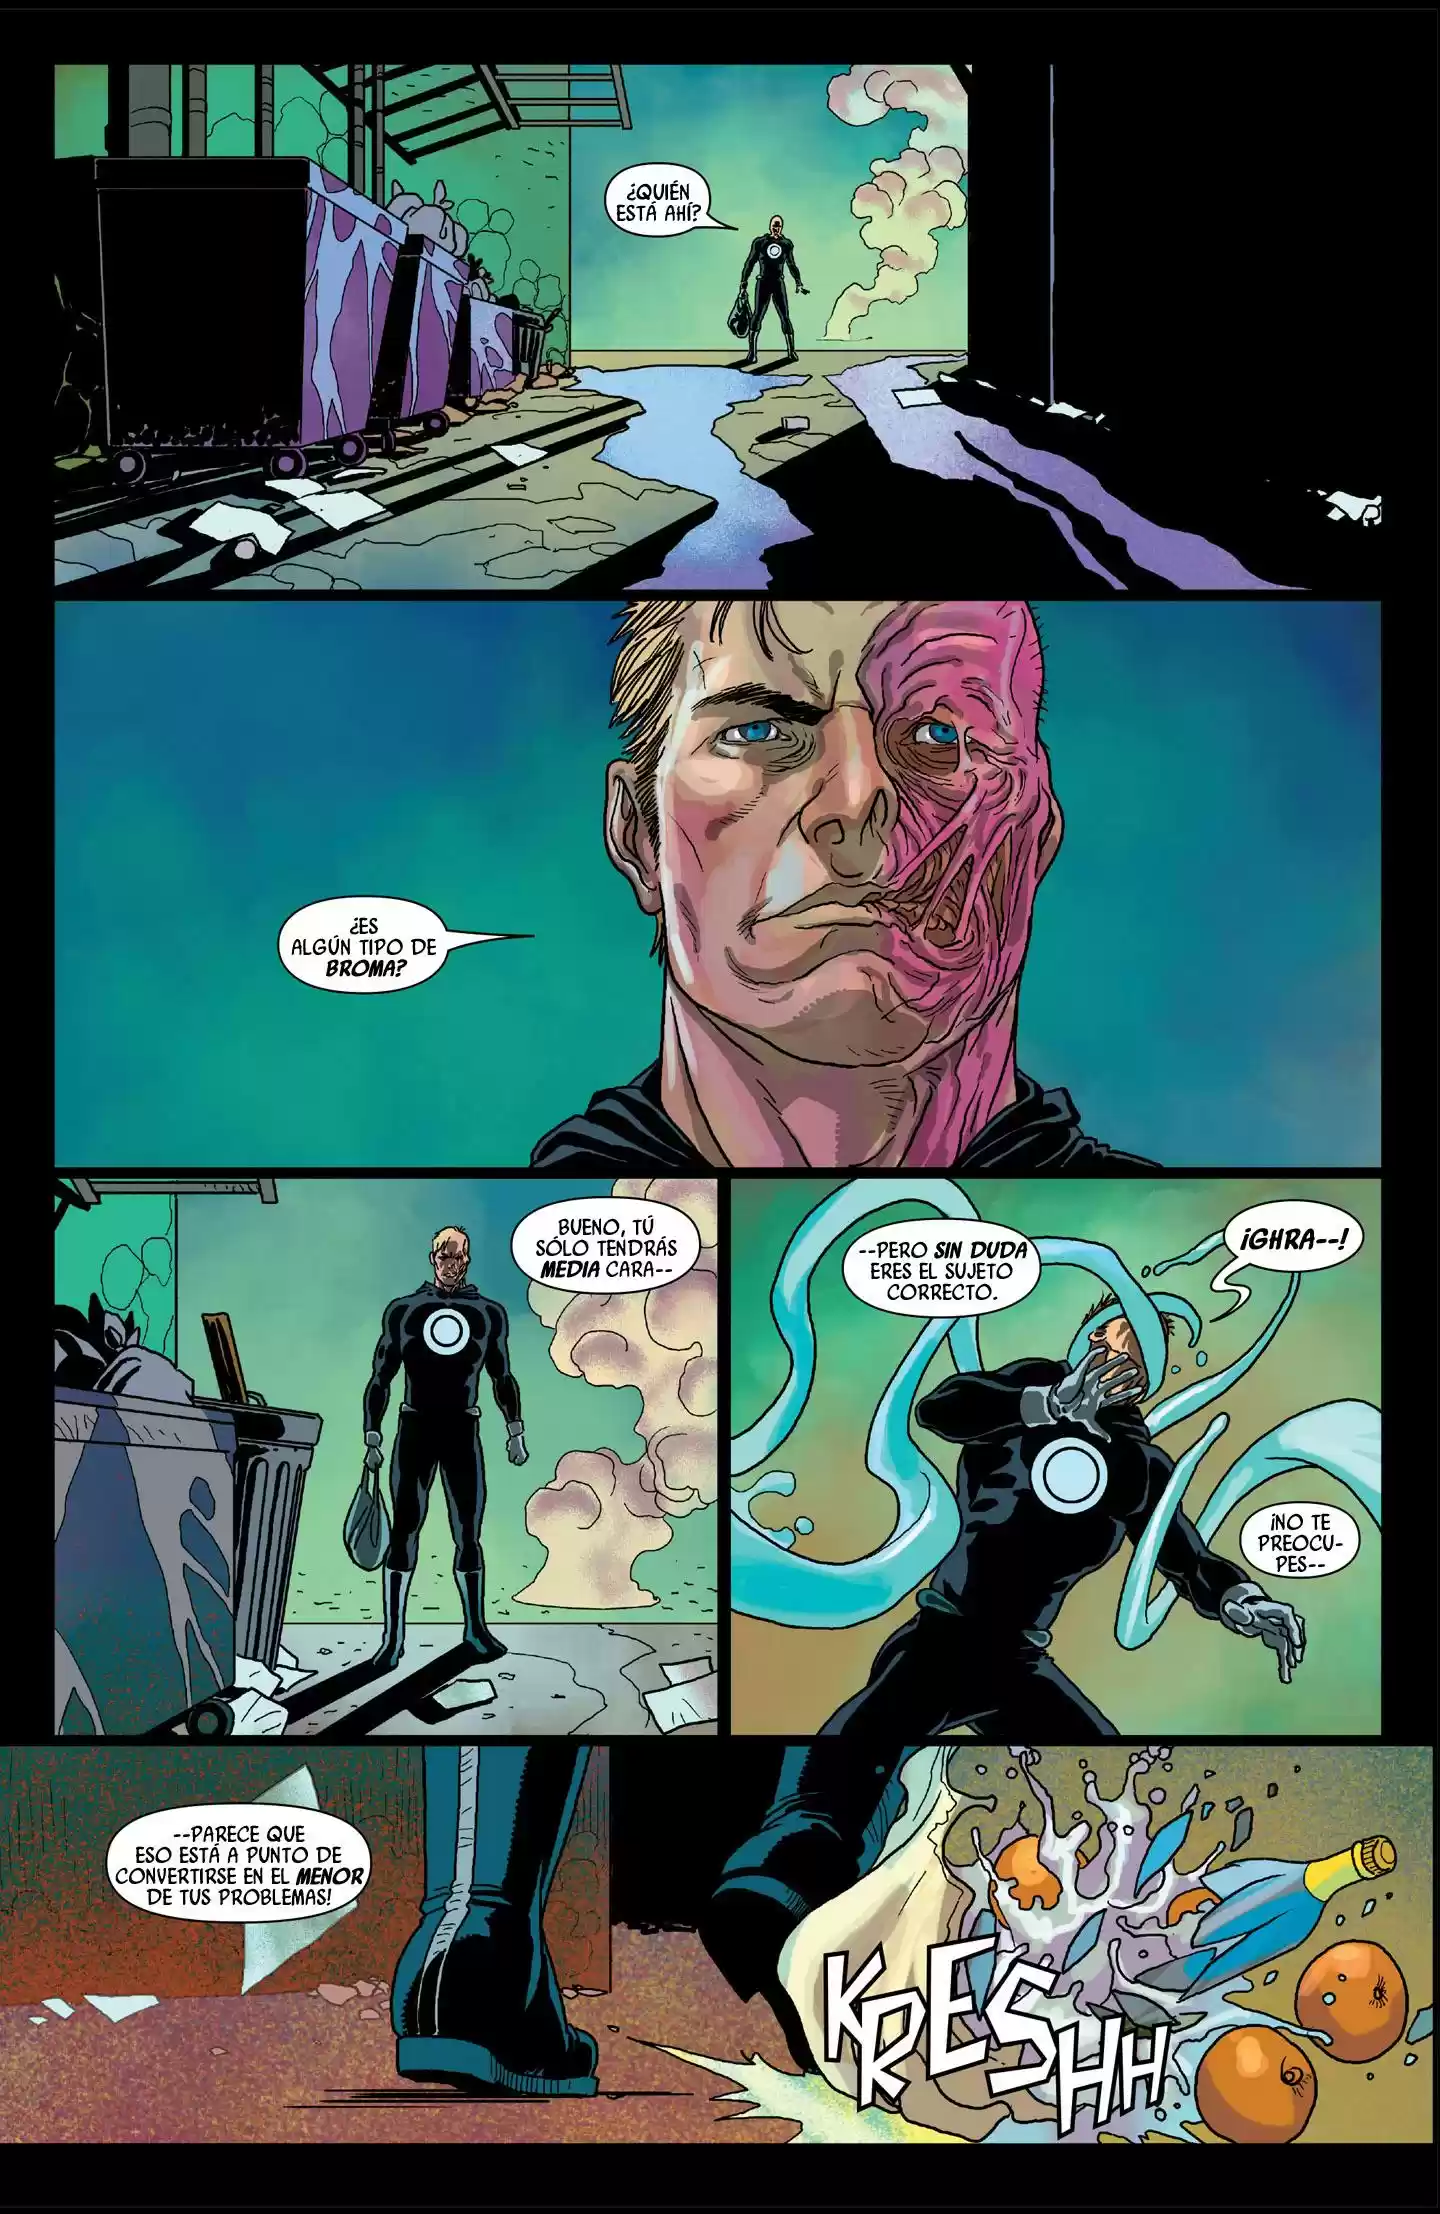 ¿QUIÉN
ESTÁ AHÍ?
¿ES
ALGÚN TIPO DE
BROMA?
BUENO, TÚ
SÓLO TENDRÁS
MEDIA CARA--
--PERO SIN DUDA
ERES EL SUJETO
CORRECTO.
¡GHRA--!
¡NO TE
PREOCU-
PES--
--PARECE QUE
ESO ESTÁ A PUNTO DE
CONVERTIRSE EN EL MENOR
DE TUS PROBLEMAS!
KRESHHH